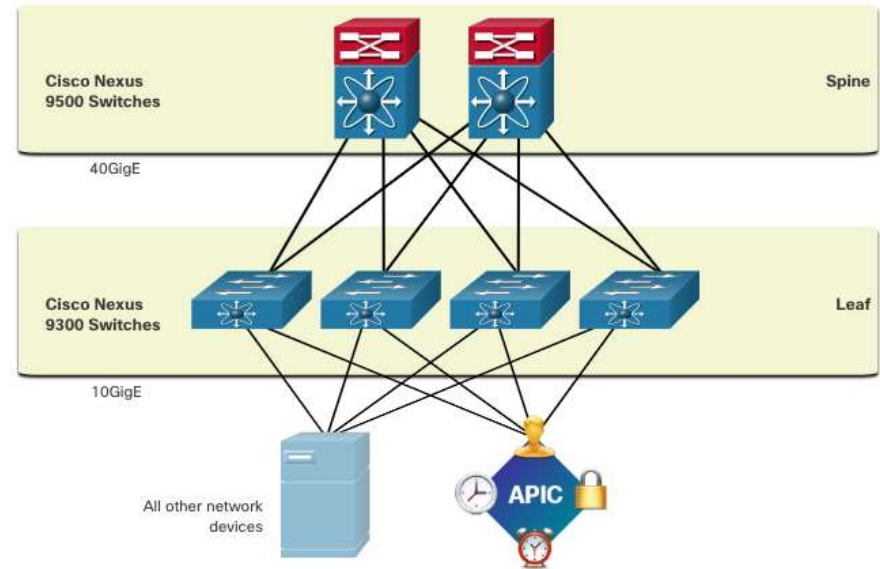 Cisco Nexus
9500 Switches
Spine
40GigE
Cisco Nexus
9300 Switches
Leaf
10GigE
All other network
devices
APIC